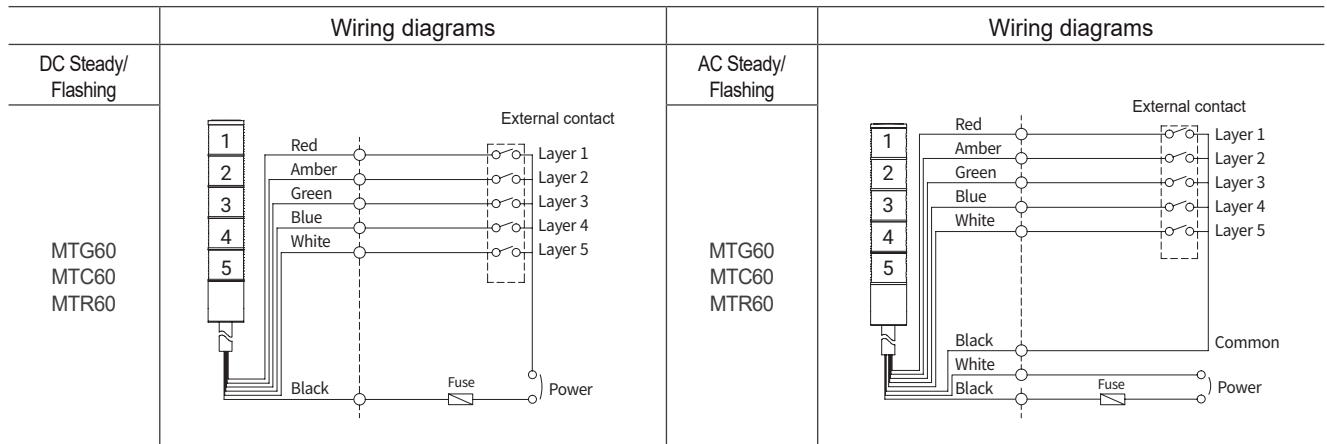 Wiring diagrams
Wiring diagrams
DC Steady/
Flashing
MTG60
MTC60
MTR60
1
2
3
4
5
Red
Amber
Green
Blue
White
Black
Fuse
External contact
Layer 1
Layer 2
Layer 3
Layer 4
Layer 5
Power
AC Steady/
Flashing
MTG60
MTC60
MTR60
1
2
3
4
5
Red
Amber
Green
Blue
White
Black
White
Black
Fuse
External contact
Layer 1
Layer 2
Layer 3
Layer 4
Layer 5
Common
Power